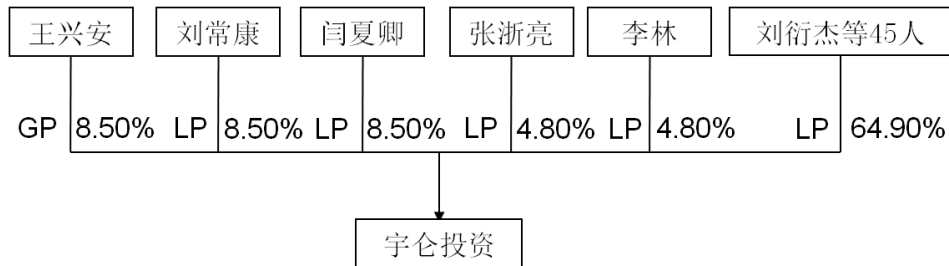 王兴安 刘常康 闫夏卿 张浙亮 李林 刘衍杰等45人
GP 8.50% LP 8.50% LP 8.50% LP 4.80% LP 4.80% LP 64.90%
宇仑投资